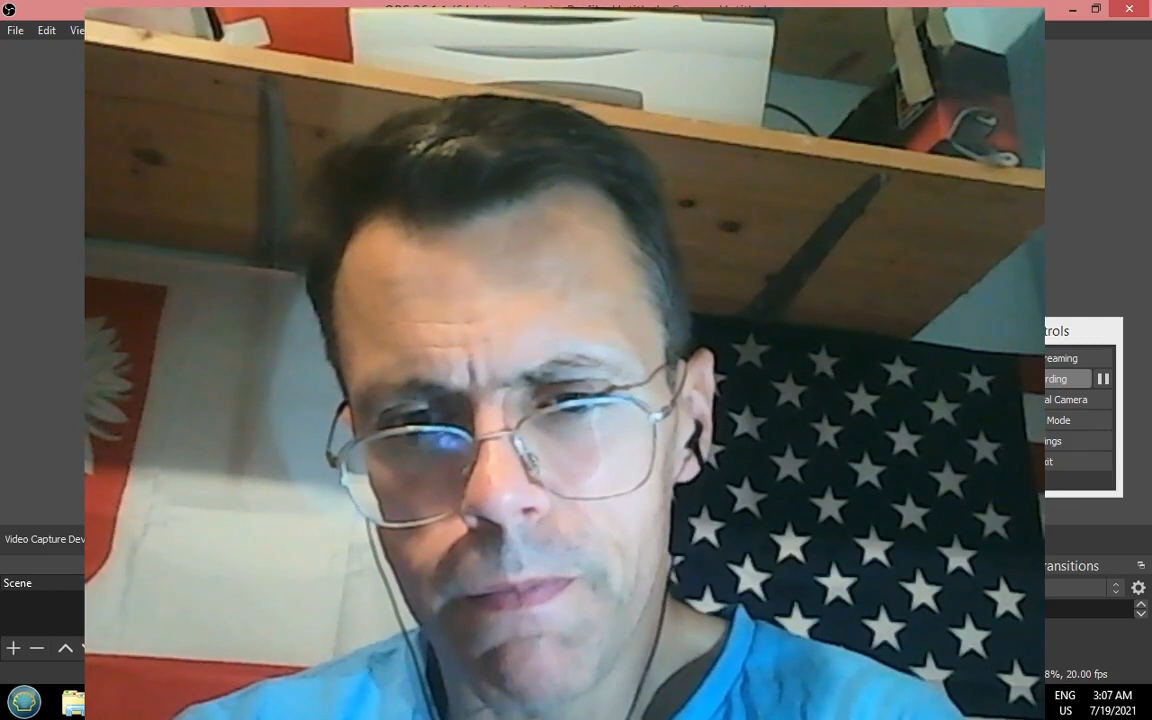 File Edit Vie
trols
reaming
rding
al Camera
Mode
ings
xit
Video Capture Dev
ransitions
Scene
8%, 20.00 fps
ENG 3:07 AM
US 7/19/2021